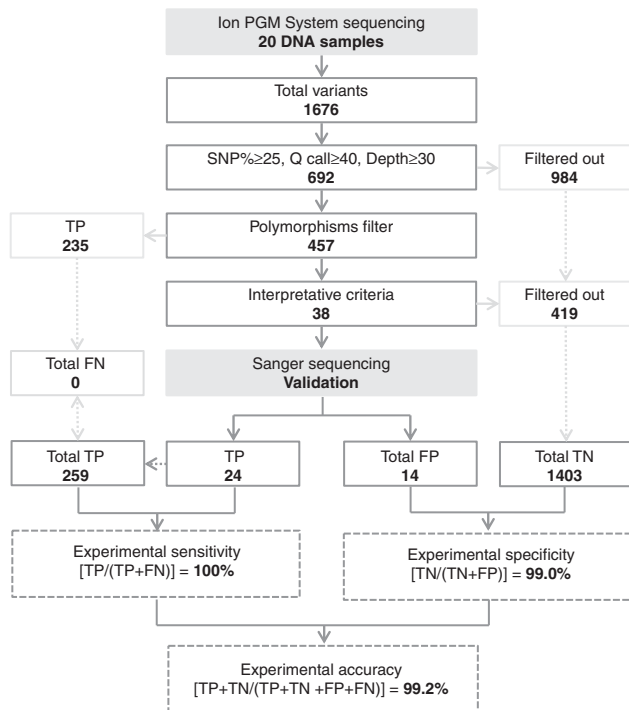 Ion PGM System sequencing
20 DNA samples
Total variants
1676
SNP%≥25, Q call≥40, Depth≥30
692
Filtered out
984
TP
235
Polymorphisms filter
457
Interpretative criteria
38
Filtered out
419
Total FN
0
Sanger sequencing
Validation
Total TP
259
TP
24
Total FP
14
Total TN
1403
Experimental sensitivity
[TP/(TP+FN)] = 100%
Experimental specificity
[TN/(TN+FP)] = 99.0%
Experimental accuracy
[TP+TN/(TP+TN +FP+FN)] = 99.2%